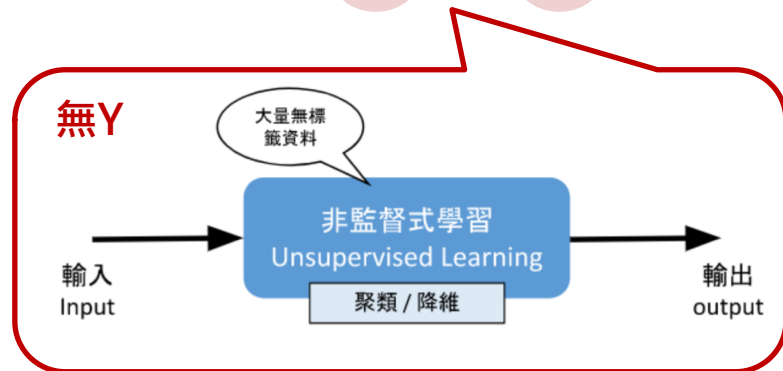 無Y
大量無標
籤資料
非監督式學習
Unsupervised Learning
聚類 / 降維
輸入
Input
輸出
output